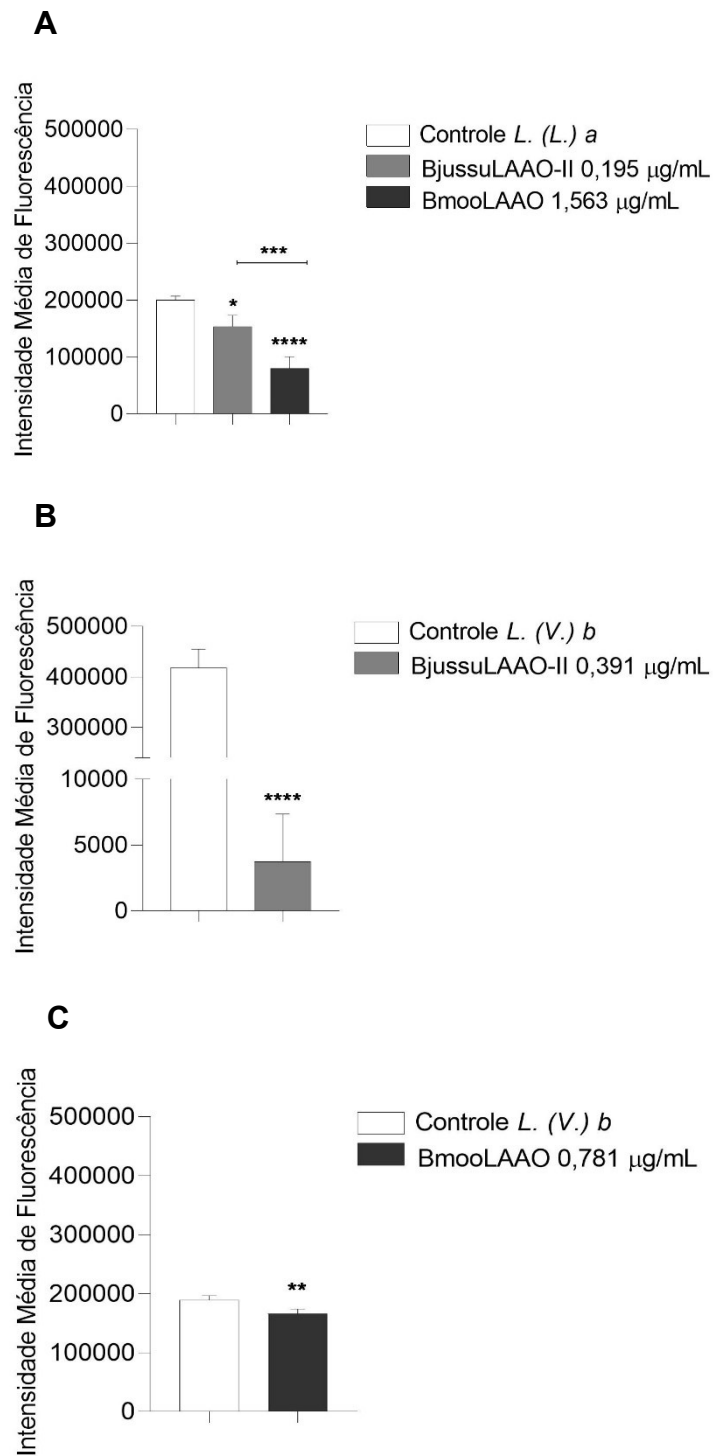 A
Intensidade Média de Fluorescência
500000
400000
300000
200000
100000
0
***
*
****
Controle L. (L.) a
BjussuLAAO-II 0,195 μg/mL
BmooLAAO 1,563 μg/mL
B
Intensidade Média de Fluorescência
500000
400000
300000
10000
5000
0
****
Controle L. (V.) b
BjussuLAAO-II 0,391 μg/mL
C
Intensidade Média de Fluorescência
500000
400000
300000
200000
100000
0
**
Controle L. (V.) b
BmooLAAO 0,781 μg/mL